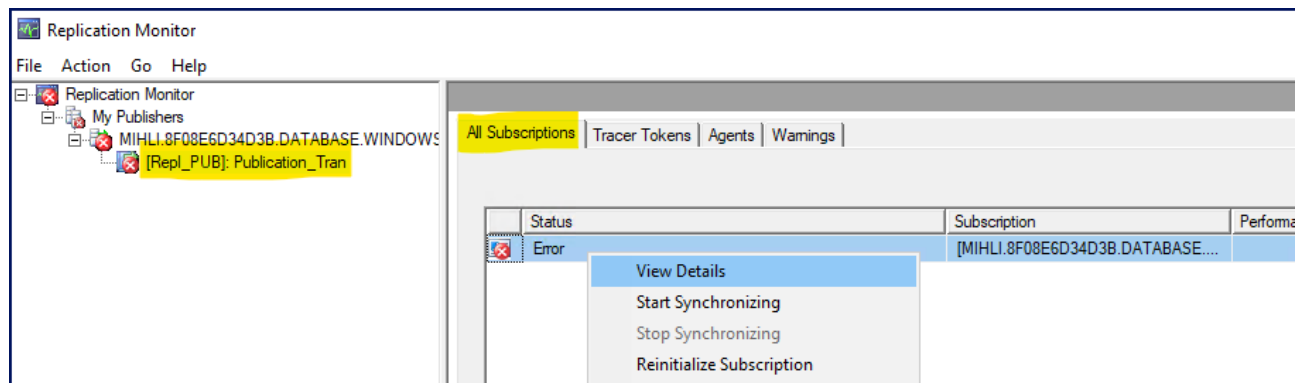 Replication Monitor
File Action Go Help
Replication Monitor
My Publishers
MIHLI.8F08E6D34D3B.DATABASE.WINDOWS
[Repl_PUB]: Publication_Tran
All Subscriptions Tracer Tokens Agents Warnings
Status Subscription Performa
Error [MIHLI.8F08E6D34D3B.DATABASE....
View Details
Start Synchronizing
Stop Synchronizing
Reinitialize Subscription